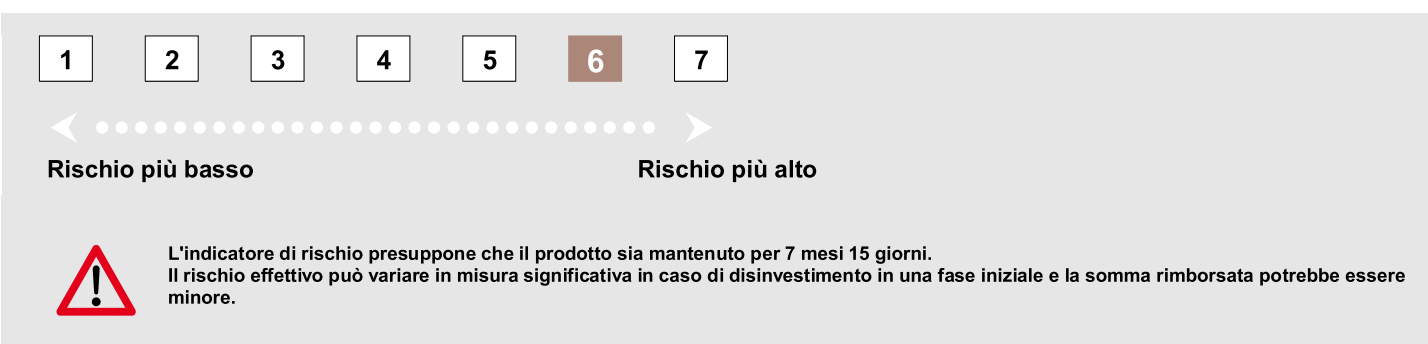 1 2 3 4 5 6 7
Rischio più basso Rischio più alto
L'indicatore di rischio presuppone che il prodotto sia mantenuto per 7 mesi 15 giorni.
Il rischio effettivo può variare in misura significativa in caso di disinvestimento in una fase iniziale e la somma rimborsata potrebbe essere
minore.